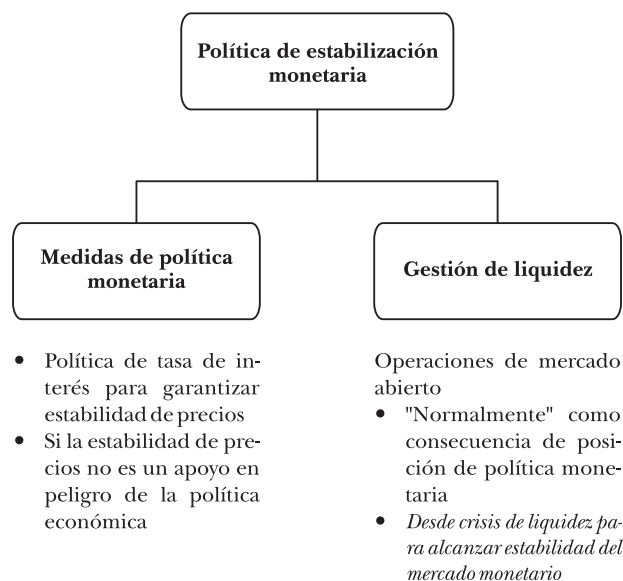 Política de estabilización
monetaria
Medidas de política
monetaria
• Política de tasa de in-
terés para garantizar
estabilidad de precios
• Si la estabilidad de pre-
cios no es un apoyo en
peligro de la política
económica
Gestión de liquidez
Operaciones de mercado
abierto
• "Normalmente" como
consecuencia de posi-
ción de política mone-
taria
• Desde crisis de liquidez pa-
ra alcanzar estabilidad del
mercado monetario